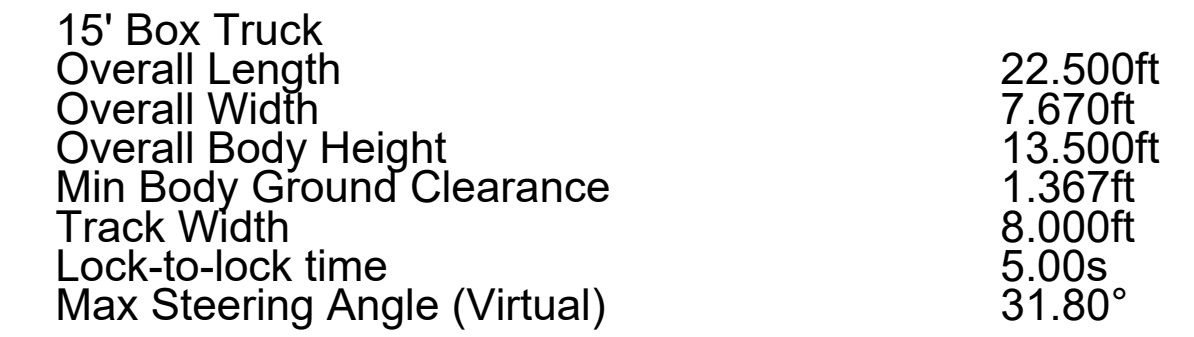 15' Box Truck
Overall Length 22.500ft
Overall Width 7.670ft
Overall Body Height 13.500ft
Min Body Ground Clearance 1.367ft
Track Width 8.000ft
Lock-to-lock time 5.00s
Max Steering Angle (Virtual) 31.80°